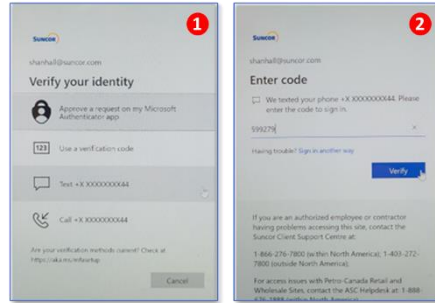 1
SUNCOR
shanhall@suncor.com
Verify your identity
Approve a request on my Microsoft
Authenticator app
123
Use a verification code
Text +X XXXXXXXX44
Call +X XXXXXXXX44
Are your verification methods current? Check at
https://aka.ms/mfasetup
Cancel
2
SUNCOR
shanhall@suncor.com
Enter code
We texted your phone +X XXXXXXXX44. Please
enter the code to sign in.
599279
Having trouble? Sign in another way
Verify
If you are an authorized employee or contractor
having problems accessing this site, contact the
Suncor Client Support Centre at:
1-866-276-7800 (within North America); 1-403-272-
7800 (outside North America).
For access issues with Petro-Canada Retail and
Wholesale Sites, contact the ASC Helpdesk at: 1-888-
(within North America)